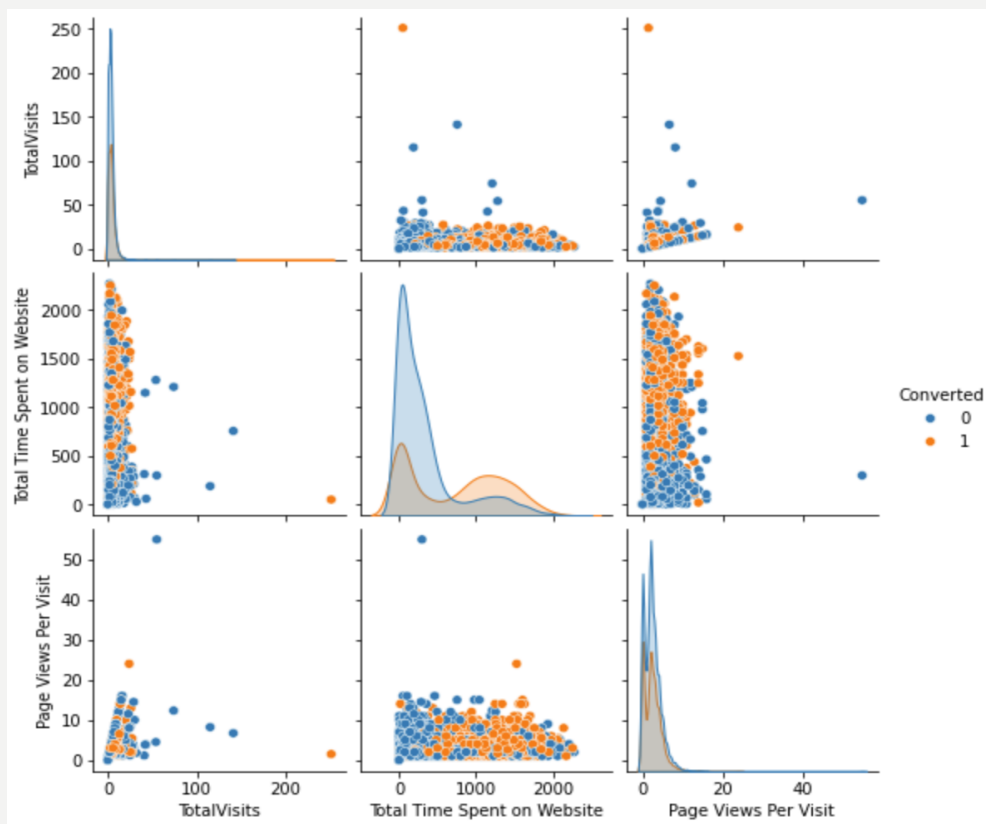 250
200
150
100
50
0
TotalVisits
2000
1500
1000
500
0
Total Time Spent on Website
Converted
0
1
50
40
30
20
10
0
Page Views Per Visit
0 100 200
0 1000 2000
0 20 40
TotalVisits
Total Time Spent on Website
Page Views Per Visit